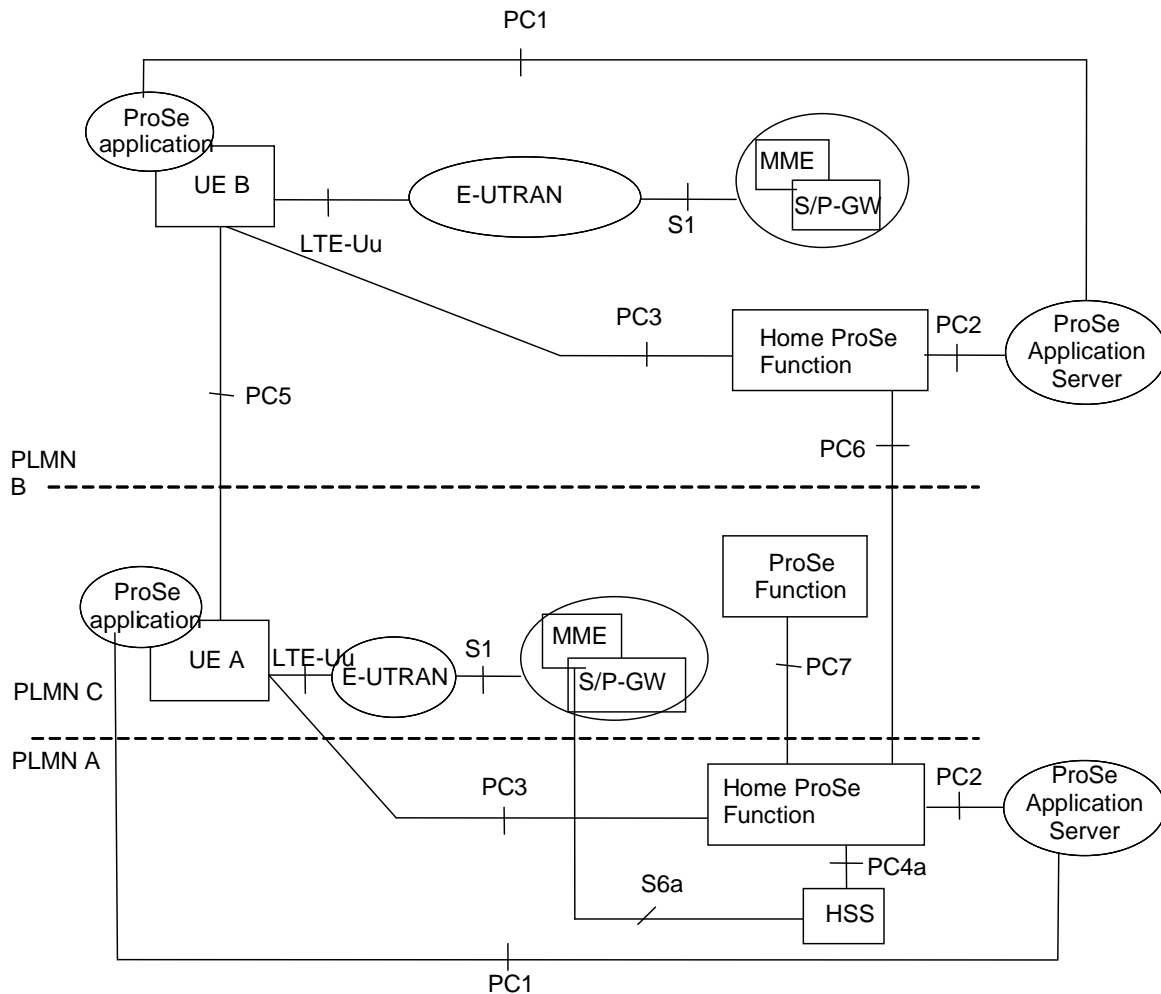 PC1
ProSe
application
UE B
E-UTRAN
MME
S/P-GW
LTE-Uu
S1
PC3
Home ProSe
Function
PC2
ProSe
Application
Server
PC5
PC6
PLMN
B
ProSe
Function
ProSe
application
UE A
LTE-Uu
E-UTRAN
S1
MME
S/P-GW
PC7
PLMN C
PLMN A
PC3
Home ProSe
Function
PC2
ProSe
Application
Server
PC4a
S6a
HSS
PC1